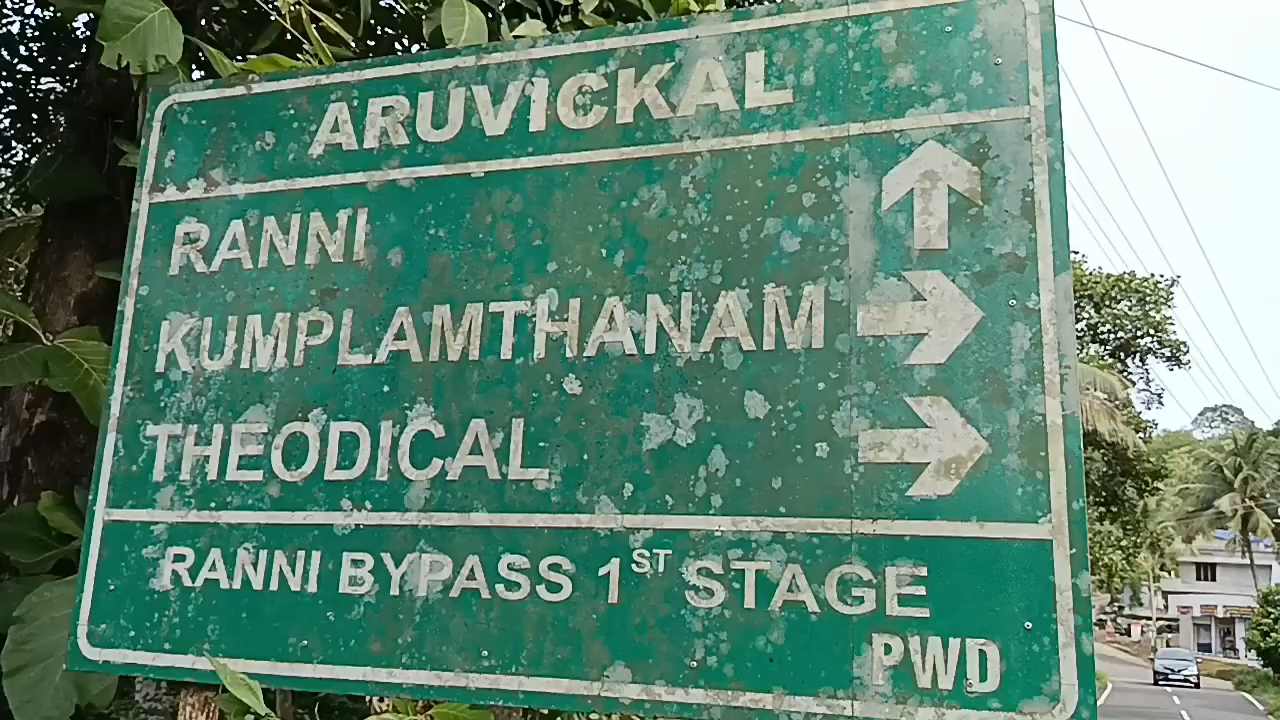 ARUVICKAL
RANNI
KUMPLAMTHANAM
THEODICAL
RANNI BYPASS 1ST STAGE
PWD